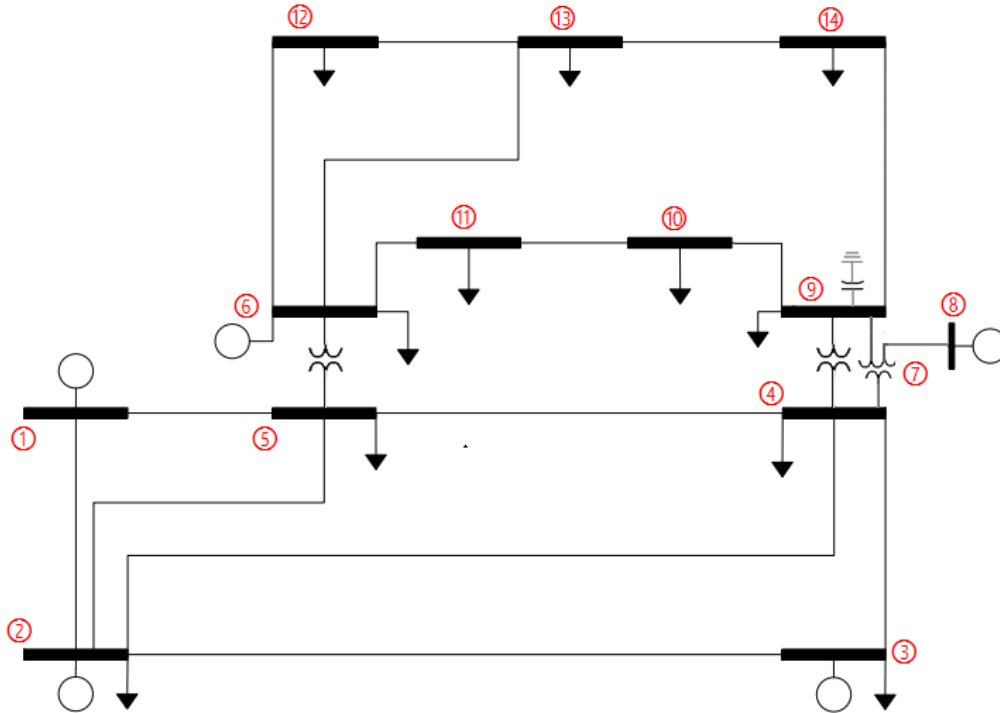 ⑫ ⑬ ⑭
⑪ ⑩
⑥ ⑨ ⑧
⑦
① ⑤ ④
② ③